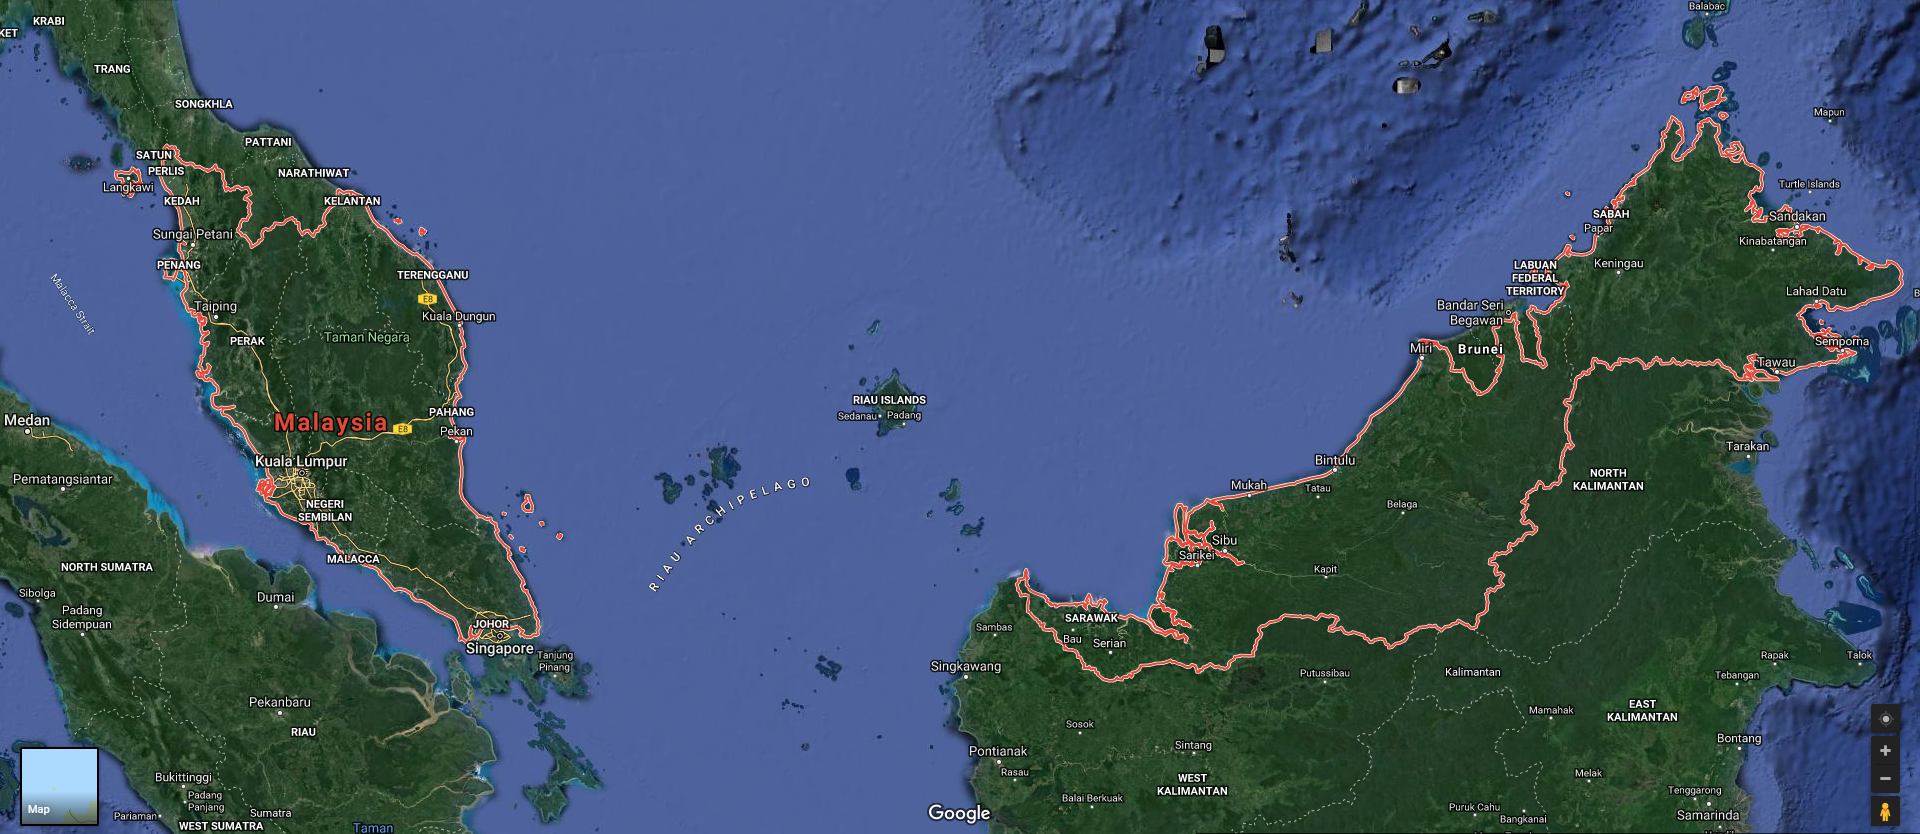 KRABI
KET
TRANG
SONGKHLA
PATTANI
SATUN
PERLIS
NARATHIWAT
Langkawi
KEDAH
KELANTAN
Sungai Petani
PENANG
TERENGGANU
E8
Malacca Strait
Taiping
Kuala Dungun
PERAK
Taman Negara
PAHANG
Malaysia
E8
Pekan
Medan
Kuala Lumpur
Pematangsiantar
NEGERI
SEMBILAN
MALACCA
NORTH SUMATRA
Sibolga
Dumai
Padang
Sidempuan
JOHOR
Singapore
Tanjung
Pinang
Pekanbaru
RIAU
Bukittinggi
Padang
Panjang
Pariaman
Sumatra
WEST SUMATRA
Taman
Map
RIAU ISLANDS
Sedanau
Padang
RIAU ARCHIPELAGO
Balabac
Mapun
Turtle Islands
SABAH
Papar
Sandakan
Kinabatangan
LABUAN
FEDERAL
TERRITORY
Keningau
Lahad Datu
B
Bandar Seri
Begawan
Miri
Brunei
Semporna
Tawau
Tarakan
Bintulu
Mukah
Tatau
NORTH
KALIMANTAN
Belaga
Sibu
Sarikei
Kapit
Sambas
SARAWAK
Bau
Serian
Singkawang
Putussibau
Kalimantan
Rapak
Talok
Tebangan
Mamahak
EAST
KALIMANTAN
Sosok
Sintang
Pontianak
Rasau
Bontang
WEST
KALIMANTAN
Melak
Balai Berkuak
Tenggarong
Puruk Cahu
Samarinda
Bangkanai
Google